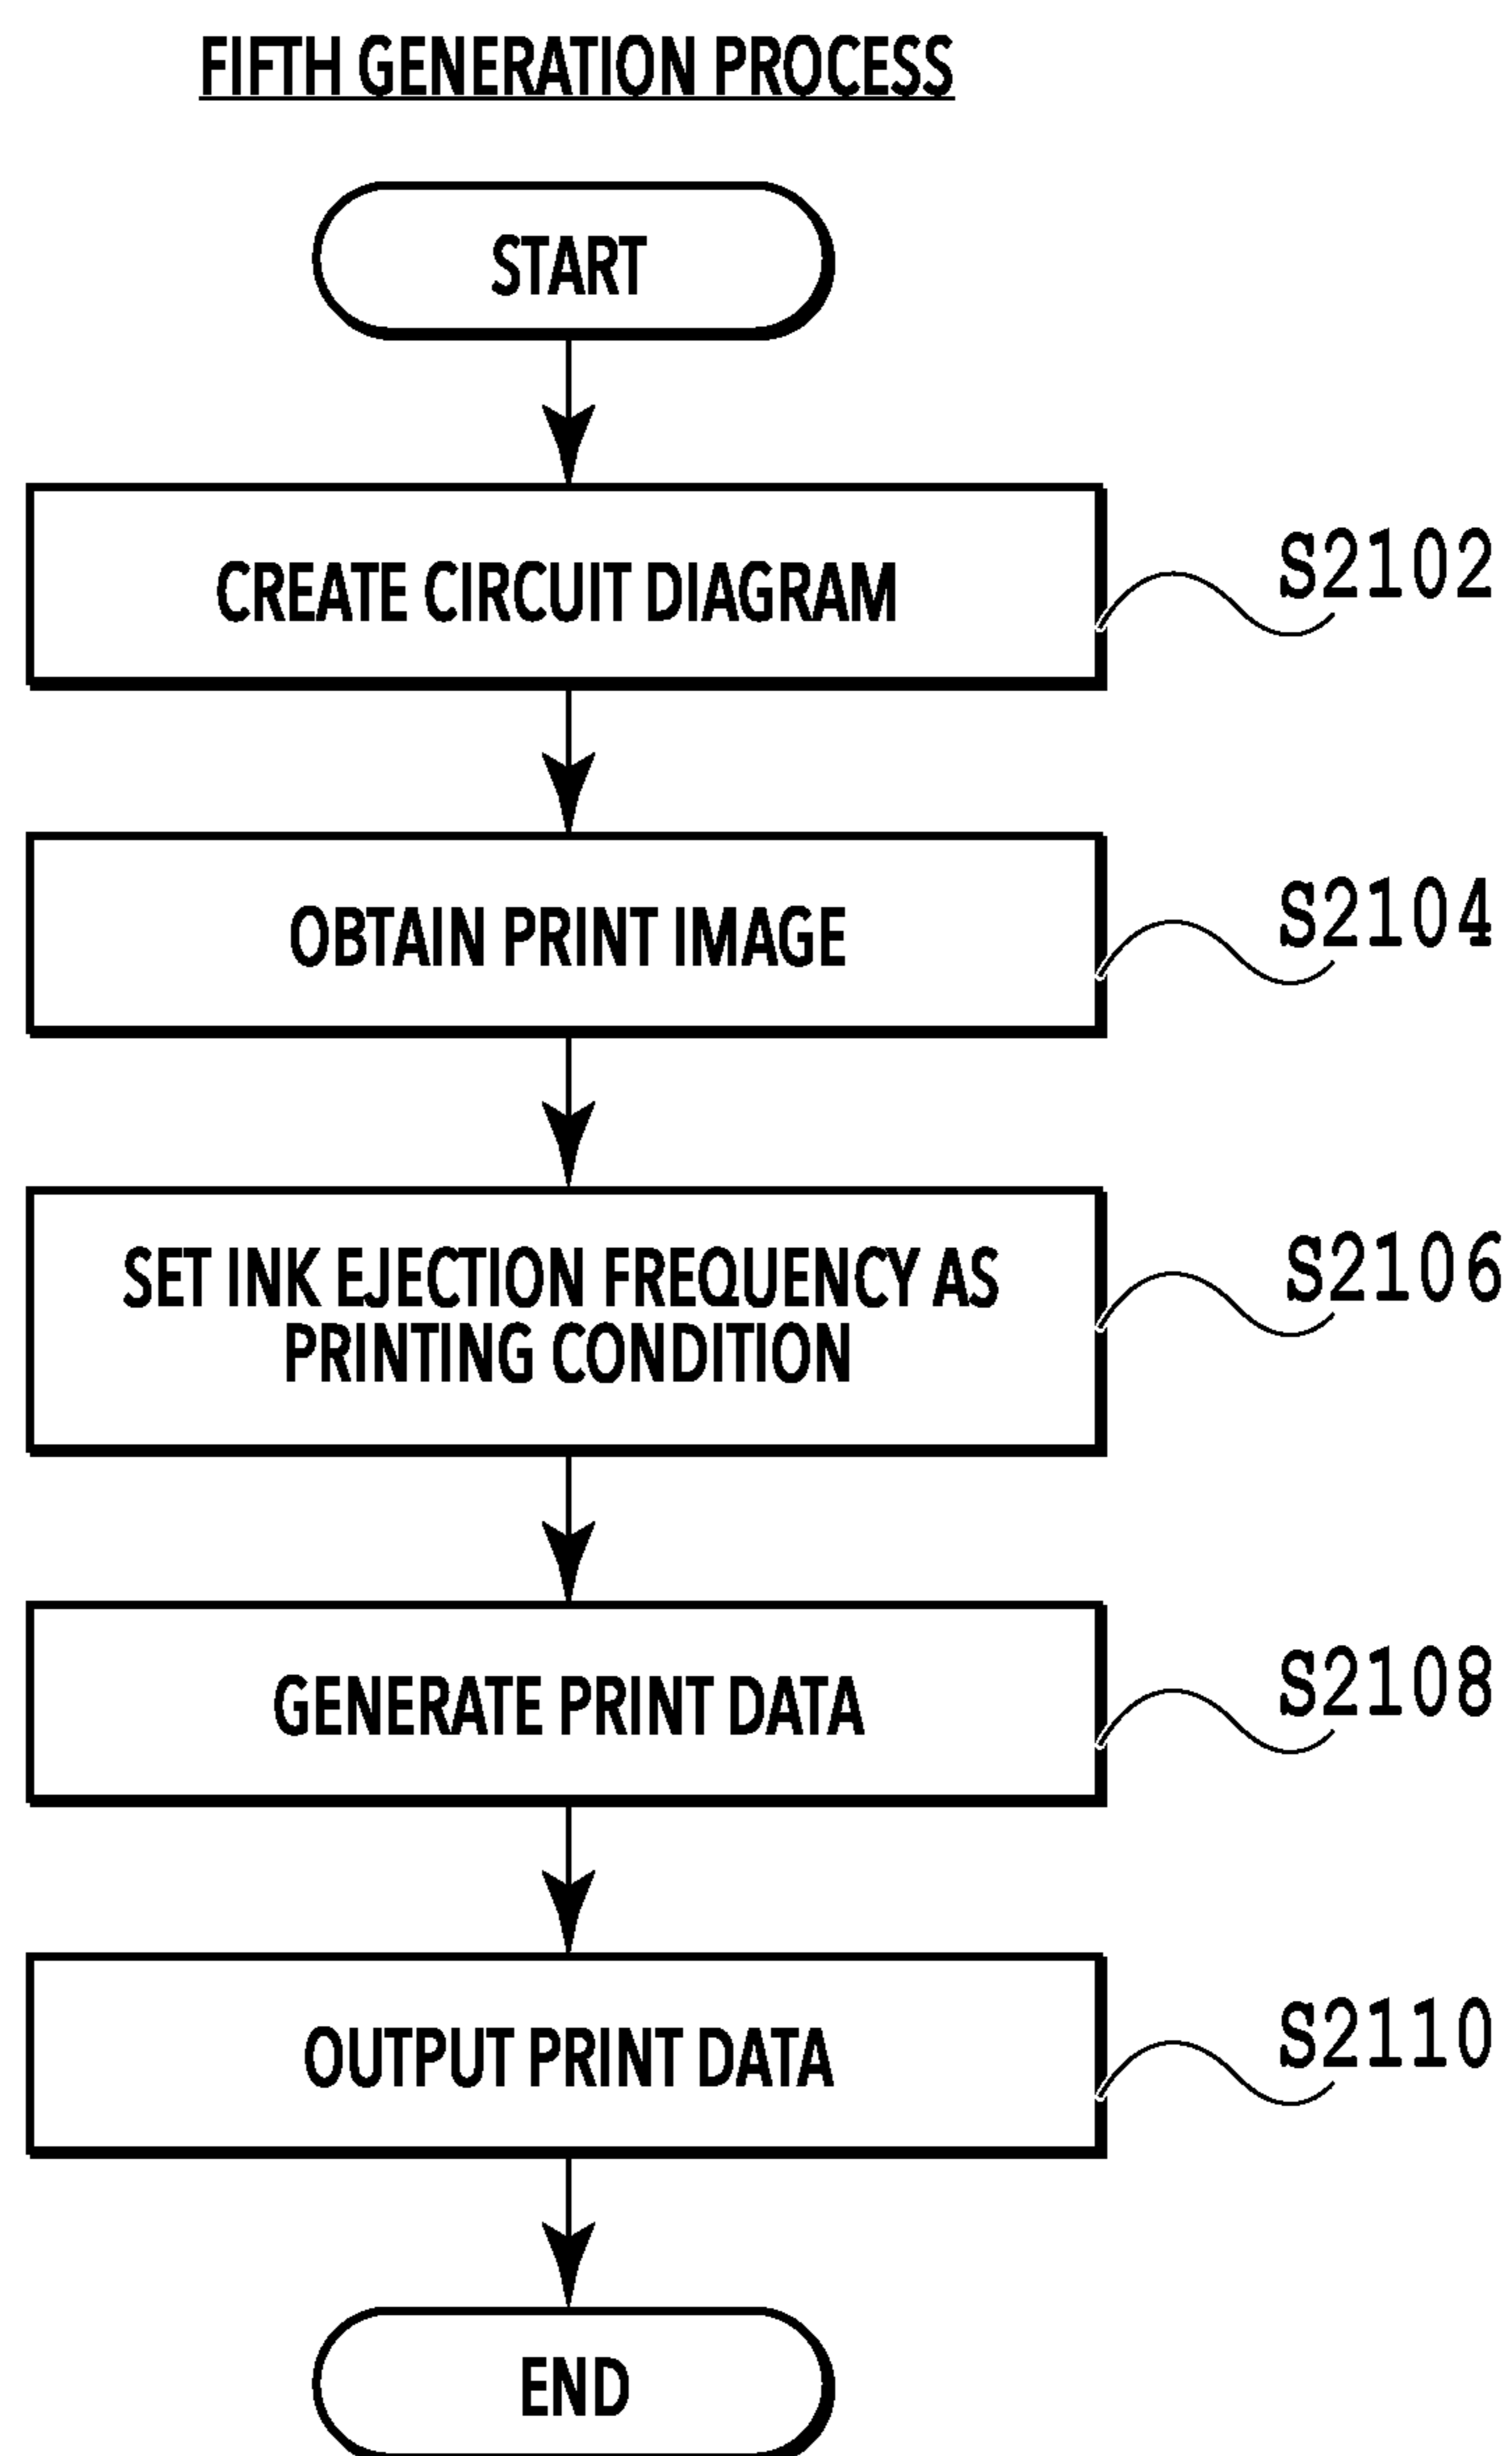 FIFTH GENERATION PROCESS
START
CREATE CIRCUIT DIAGRAM
S2102
OBTAIN PRINT IMAGE
S2104
SET INK EJECTION FREQUENCY AS
PRINTING CONDITION
S2106
GENERATE PRINT DATA
S2108
OUTPUT PRINT DATA
S2110
END